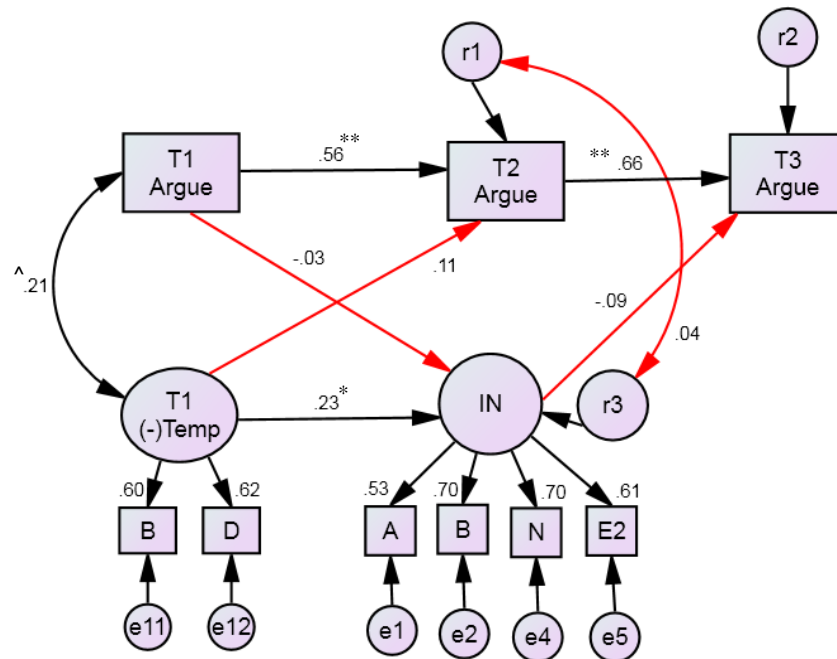 r1
r2
T1
Argue
.56**
T2
Argue
** .66
T3
Argue
^.21
-.03
.11
-.09
.04
T1
(-)Temp
.23*
IN
r3
.60
.62
.53
.70
.70
.61
B
D
A
B
N
E2
e11
e12
e1
e2
e4
e5